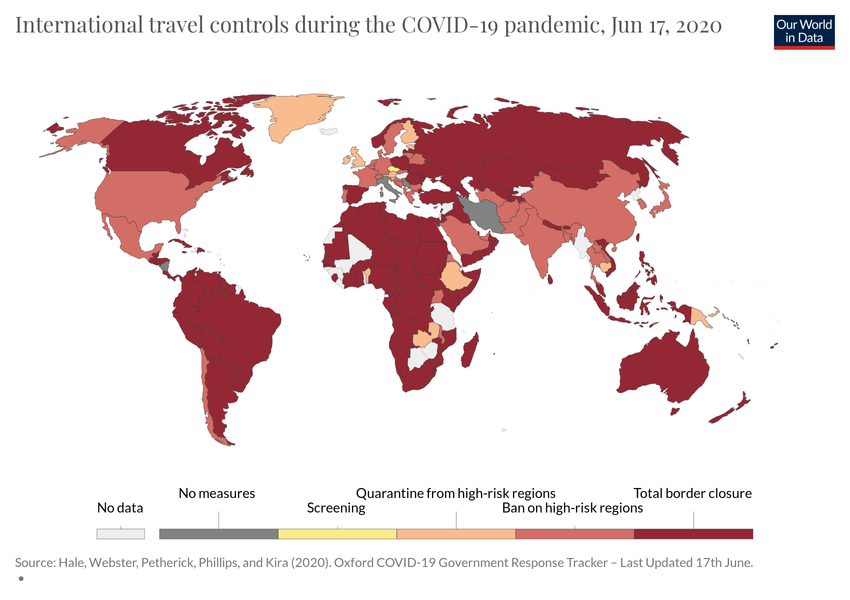 International travel controls during the COVID-19 pandemic, Jun 17, 2020
Our World
in Data
No data
No measures
Screening
Quarantine from high-risk regions
Ban on high-risk regions
Total border closure
Source: Hale, Webster, Petherick, Phillips, and Kira (2020). Oxford COVID-19 Government Response Tracker – Last Updated 17th June.